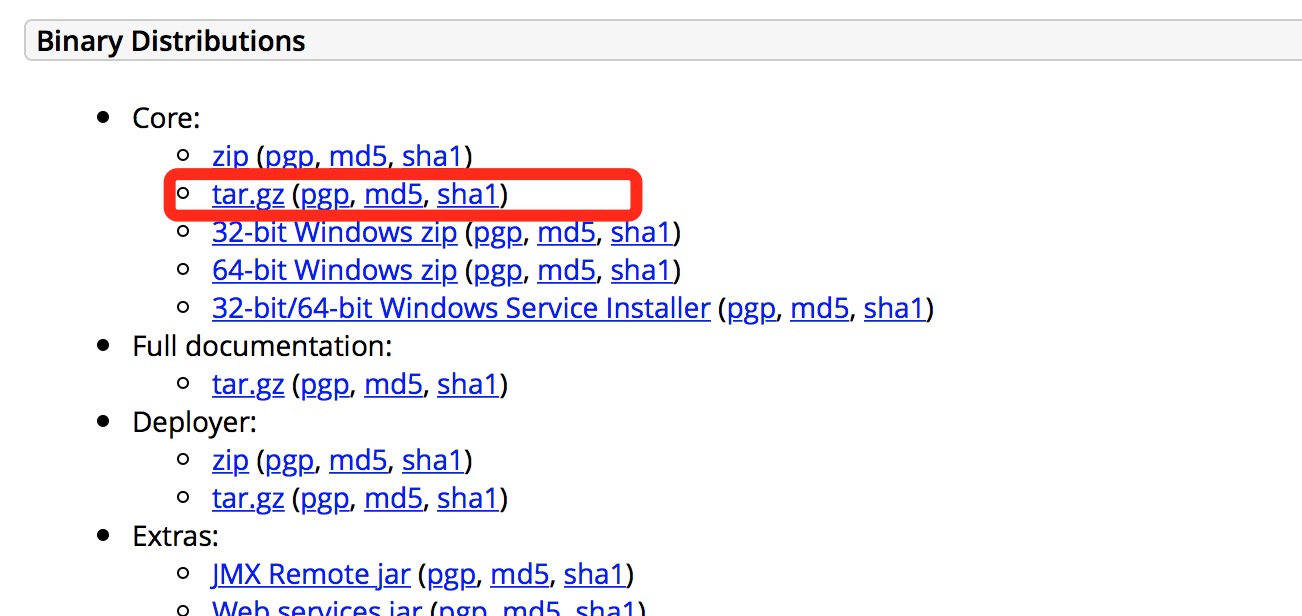 Binary Distributions
Core:
zip (pgp, md5, sha1)
tar.gz (pgp, md5, sha1)
32-bit Windows zip (pgp, md5, sha1)
64-bit Windows zip (pgp, md5, sha1)
32-bit/64-bit Windows Service Installer (pgp, md5, sha1)
Full documentation:
tar.gz (pgp, md5, sha1)
Deployer:
zip (pgp, md5, sha1)
tar.gz (pgp, md5, sha1)
Extras:
JMX Remote jar (pgp, md5, sha1)
Web services jar (pgp, md5, sha1)